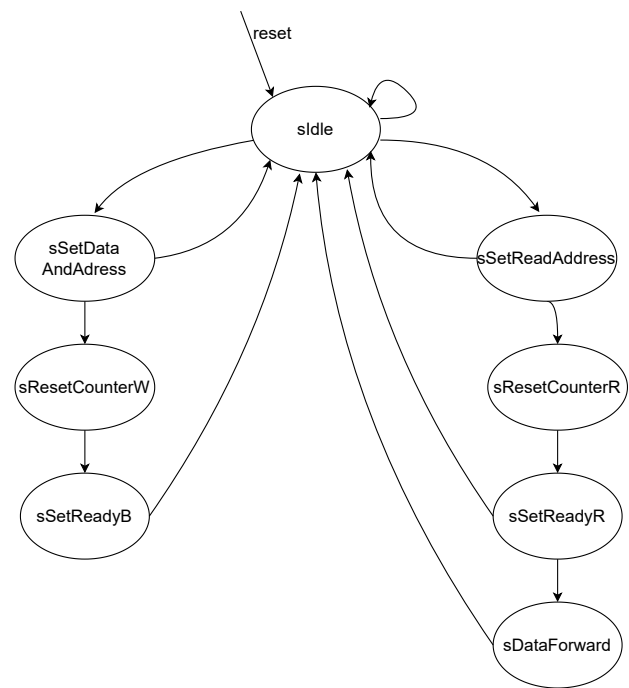 reset
sIdle
sSetData
AndAdress
sSetReadAddress
sResetCounterW
sResetCounterR
sSetReadyB
sSetReadyR
sDataForward